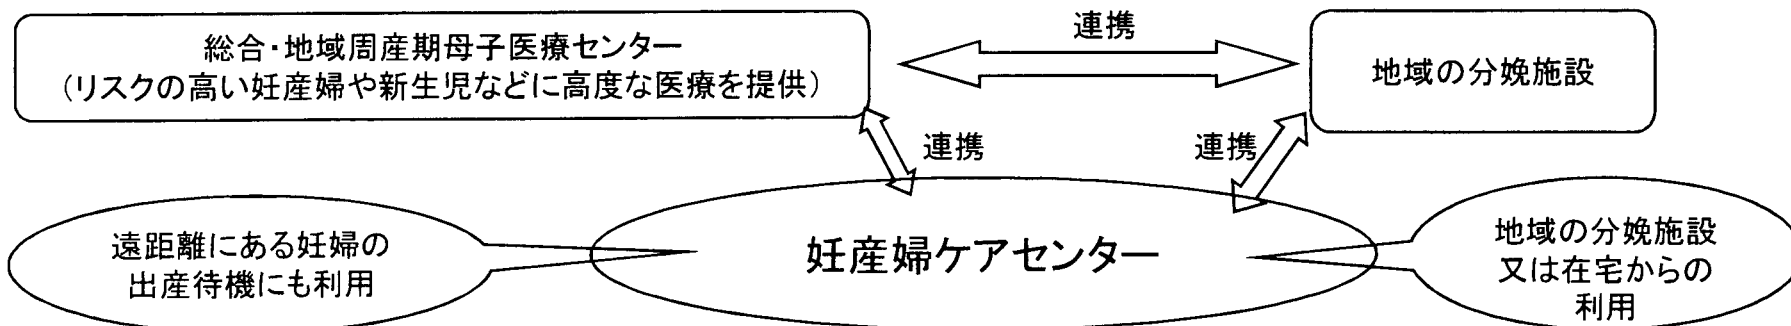 総合・地域周産期母子医療センター
(リスクの高い妊産婦や新生児などに高度な医療を提供)
連携
地域の分娩施設
連携
連携
遠距離にある妊婦の
出産待機にも利用
妊産婦ケアセンター
地域の分娩施設
又は在宅からの
利用